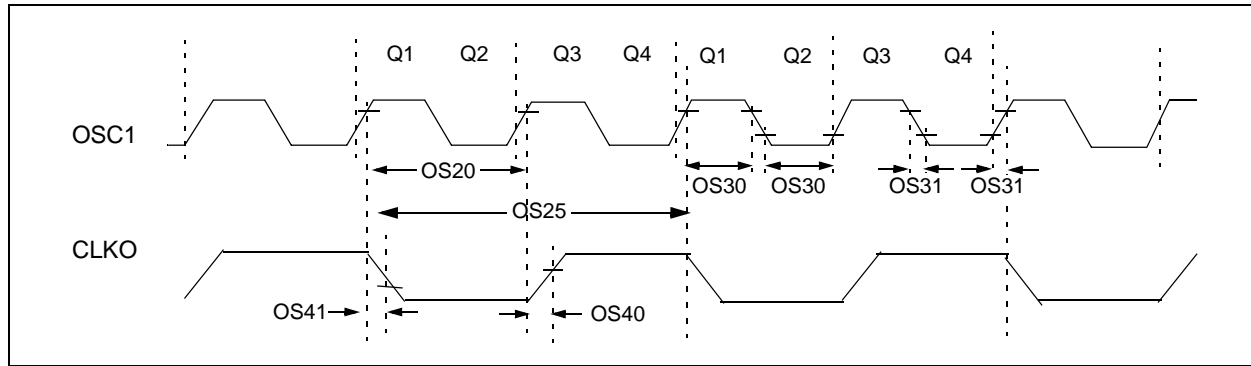 Q1 Q2 Q3 Q4 Q1 Q2 Q3 Q4
OSC1
OS20
OS30 OS30 OS31 OS31
OS25
CLKO
OS41
OS40